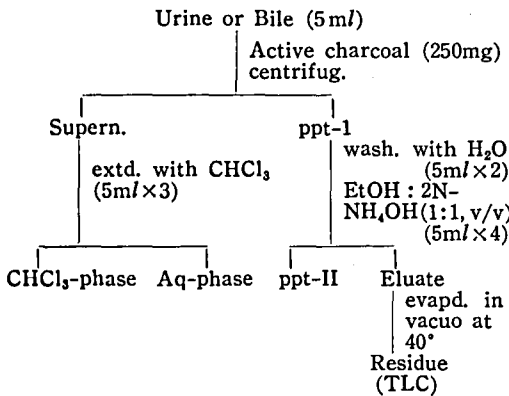 Urine or Bile (5ml)
Active charcoal (250mg)
centrifug.
Supern.
ppt-1
extd. with CHCl₃
(5ml×3)
wash. with H₂O
(5ml×2)
EtOH : 2N-
NH₄OH (1:1, v/v)
(5ml×4)
CHCl₃-phase
Aq-phase
ppt-II
Eluate
evapd. in
vacuo at
40°
Residue
(TLC)